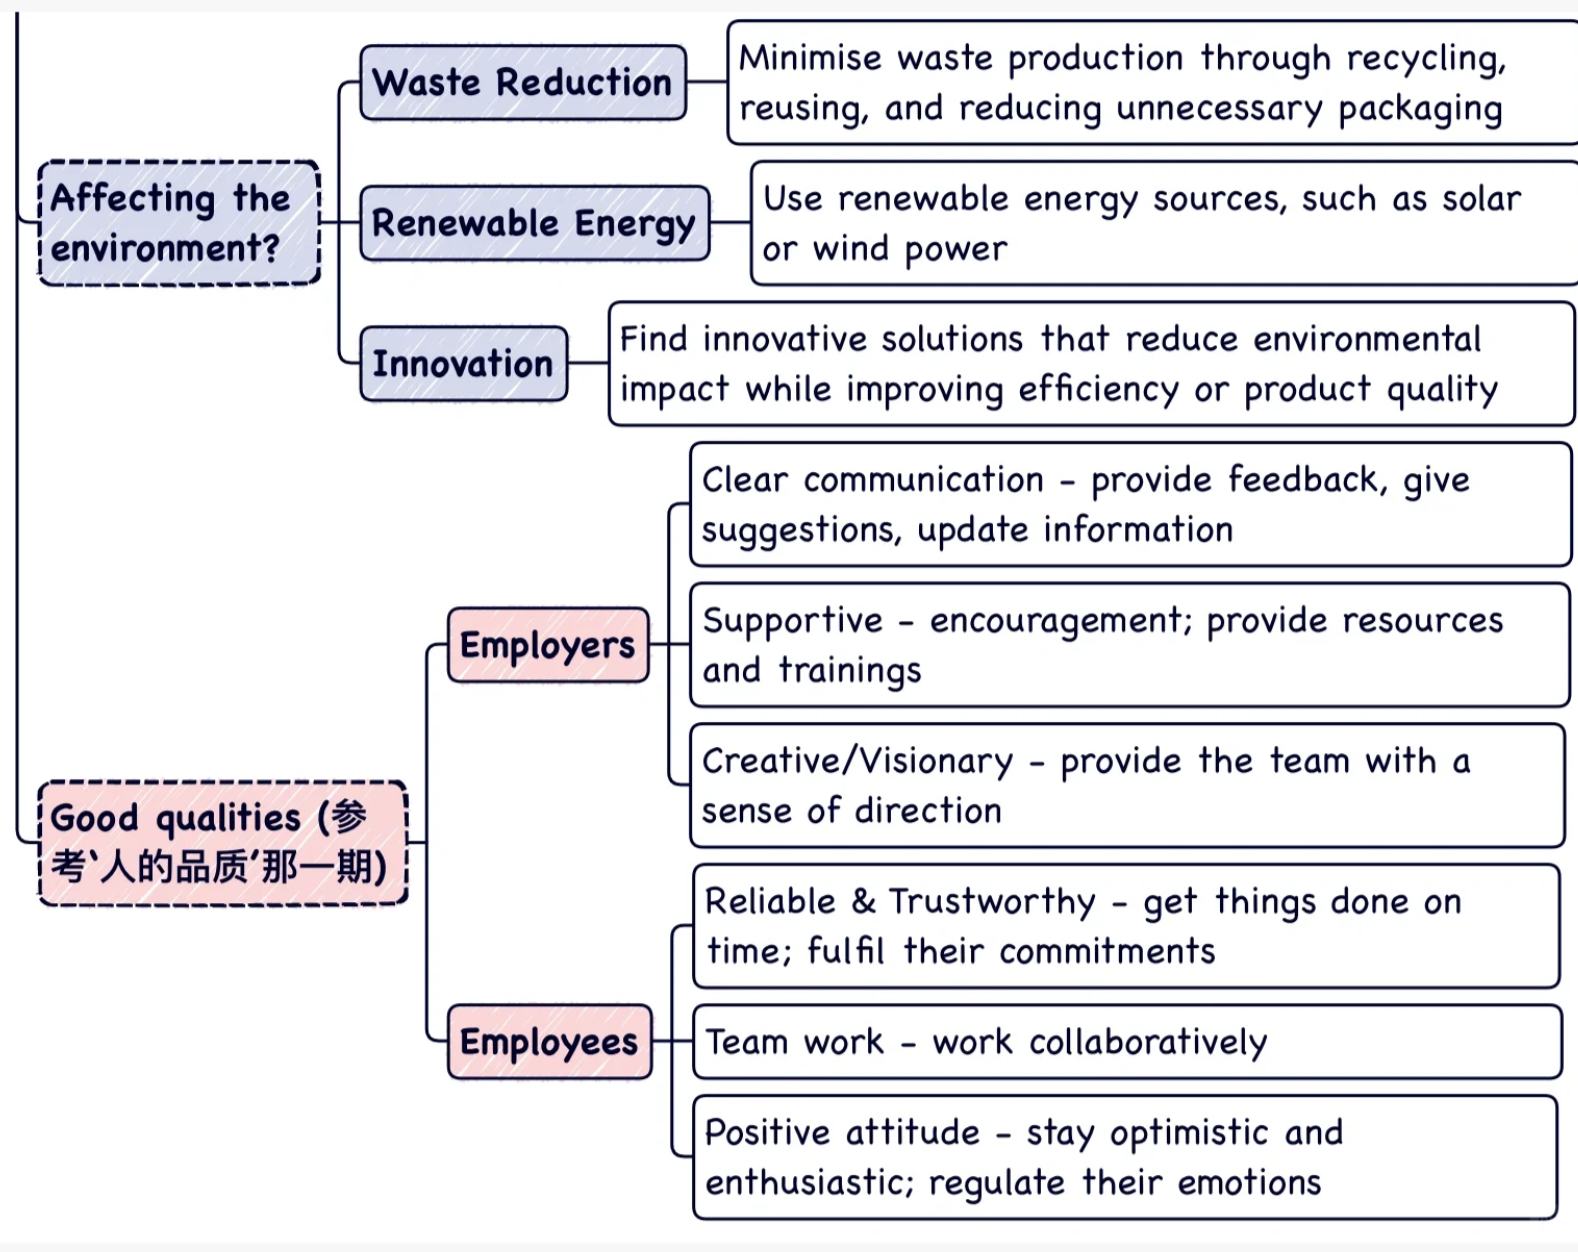 Affecting the
environment?
Waste Reduction
Minimise waste production through recycling,
reusing, and reducing unnecessary packaging
Renewable Energy
Use renewable energy sources, such as solar
or wind power
Innovation
Find innovative solutions that reduce environmental
impact while improving efficiency or product quality
Good qualities (参
考‘人的品质’那一期)
Employers
Clear communication – provide feedback, give
suggestions, update information
Supportive – encouragement; provide resources
and trainings
Creative/Visionary – provide the team with a
sense of direction
Employees
Reliable & Trustworthy – get things done on
time; fulfil their commitments
Team work – work collaboratively
Positive attitude – stay optimistic and
enthusiastic; regulate their emotions